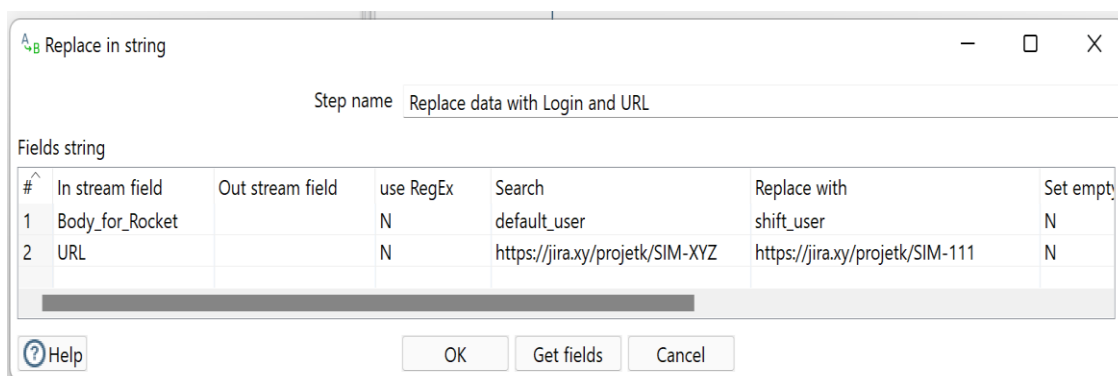 A B Replace in string
Step name Replace data with Login and URL
Fields string
# In stream field Out stream field use RegEx Search Replace with Set empty
1 Body_for_Rocket N default_user shift_user N
2 URL N https://jira.xy/projetk/SIM-XYZ https://jira.xy/projetk/SIM-111 N
? Help OK Get fields Cancel